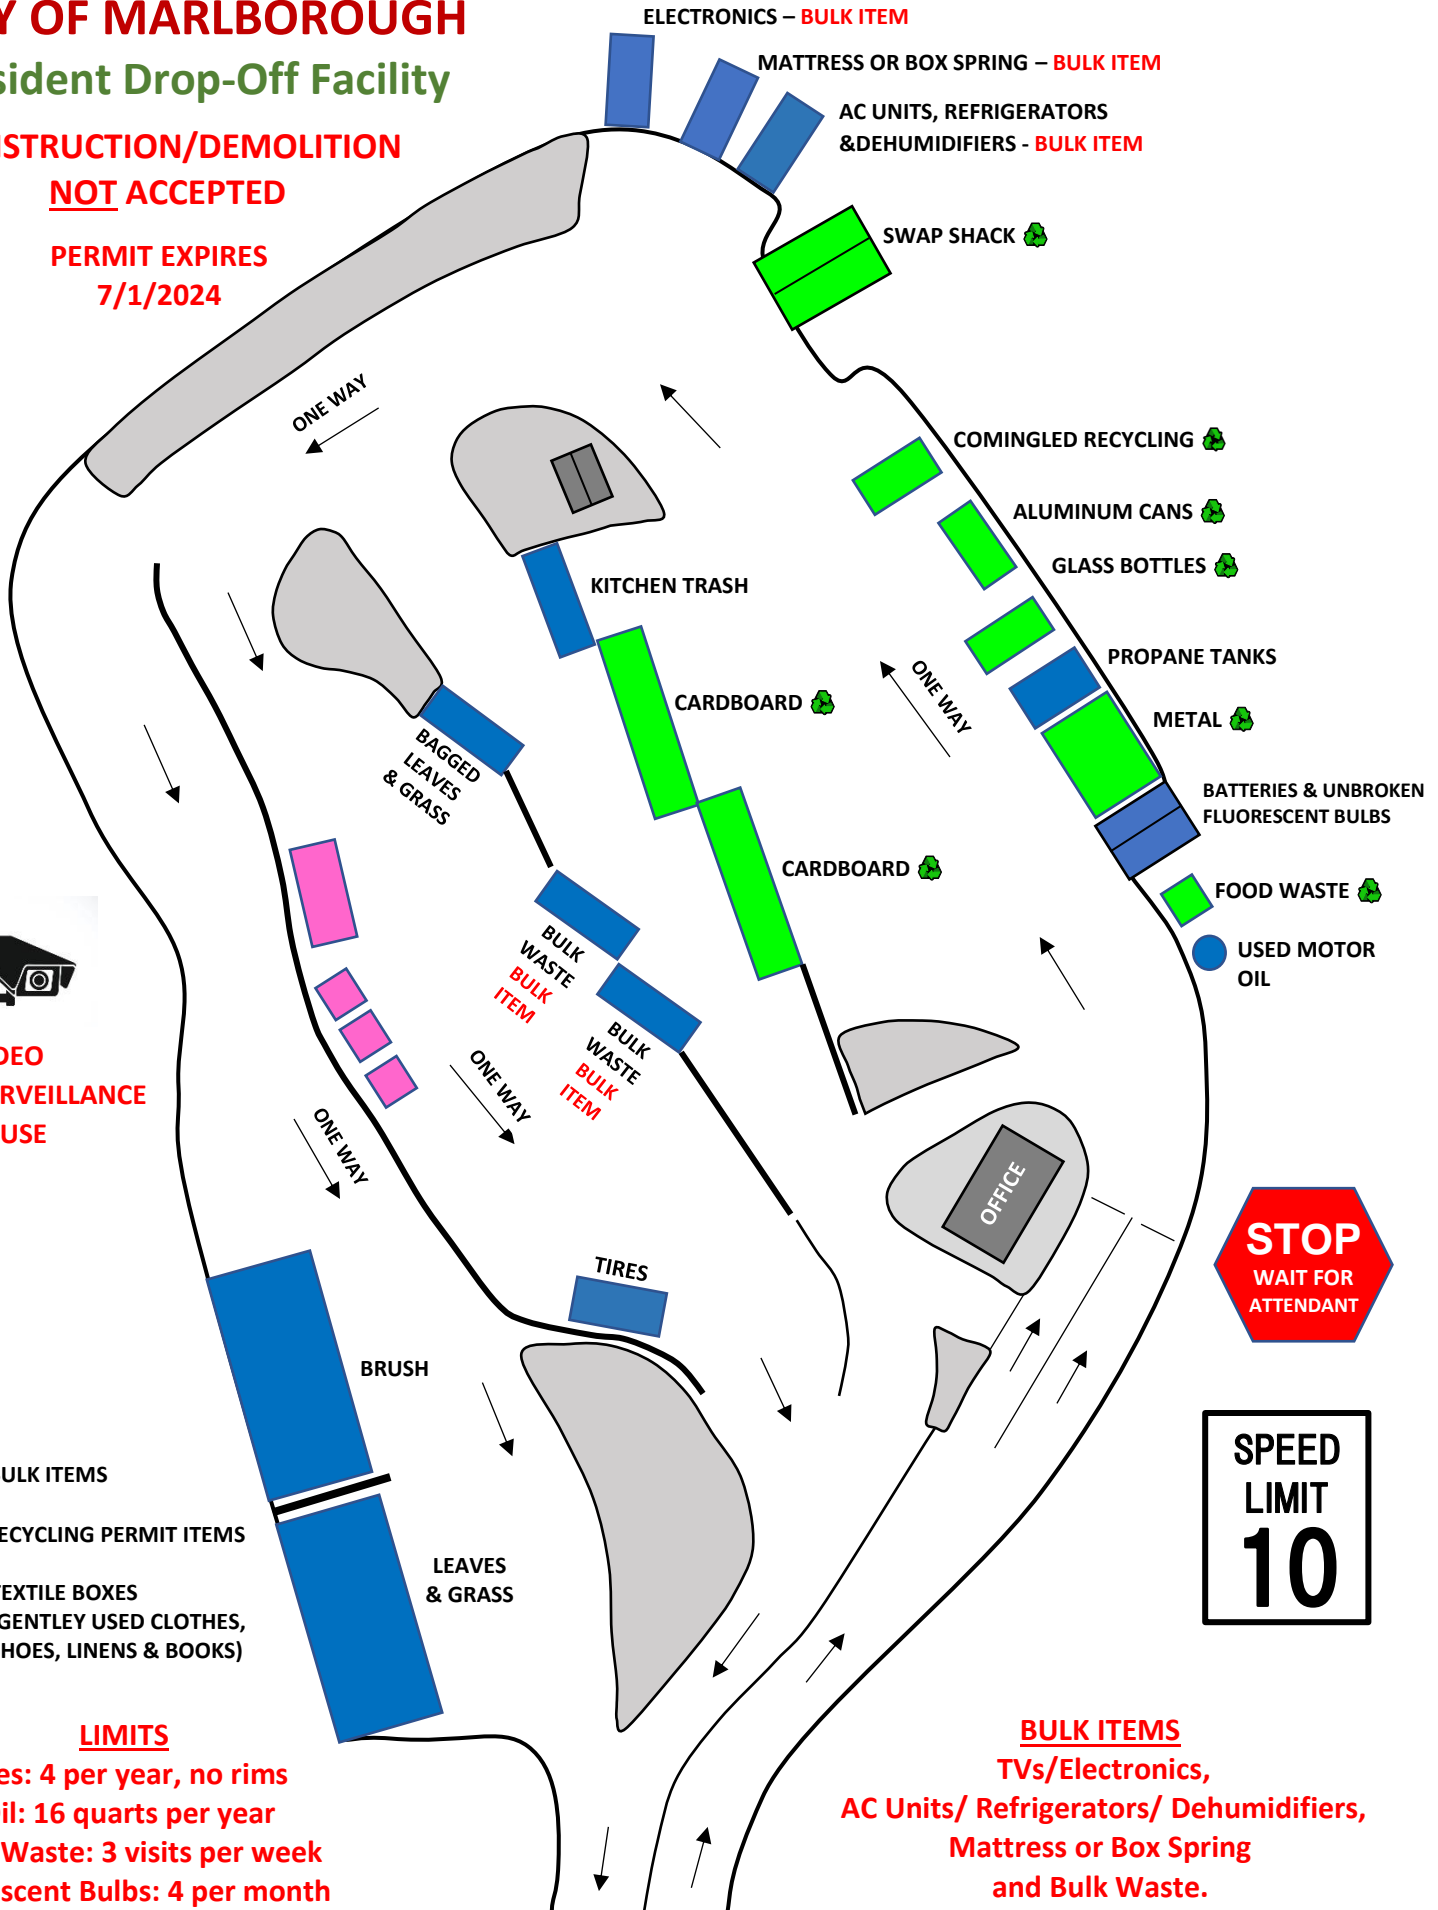 Y OF MARLBOROUGH
sident Drop-Off Facility
NSTRUCTION/DEMOLITION
NOT ACCEPTED
PERMIT EXPIRES
7/1/2024
ELECTRONICS – BULK ITEM
MATTRESS OR BOX SPRING – BULK ITEM
AC UNITS, REFRIGERATORS
&DEHUMIDIFIERS - BULK ITEM
SWAP SHACK
ONE WAY
COMINGLED RECYCLING
ALUMINUM CANS
GLASS BOTTLES
KITCHEN TRASH
PROPANE TANKS
CARDBOARD
ONE WAY
METAL
BAGGED
LEAVES
& GRASS
BATTERIES & UNBROKEN
FLUORESCENT BULBS
CARDBOARD
FOOD WASTE
USED MOTOR
OIL
BULK
WASTE
BULK
ITEM
BULK
WASTE
BULK
ITEM
DEO
RVEILLANCE
USE
ONE WAY
ONE WAY
OFFICE
STOP
WAIT FOR
ATTENDANT
TIRES
BRUSH
SPEED
LIMIT
10
ULK ITEMS
ECYCLING PERMIT ITEMS
TEXTILE BOXES
GENTLEY USED CLOTHES,
HOES, LINENS & BOOKS)
LEAVES
& GRASS
LIMITS
es: 4 per year, no rims
il: 16 quarts per year
Waste: 3 visits per week
scent Bulbs: 4 per month
BULK ITEMS
TVs/Electronics,
AC Units/ Refrigerators/ Dehumidifiers,
Mattress or Box Spring
and Bulk Waste.